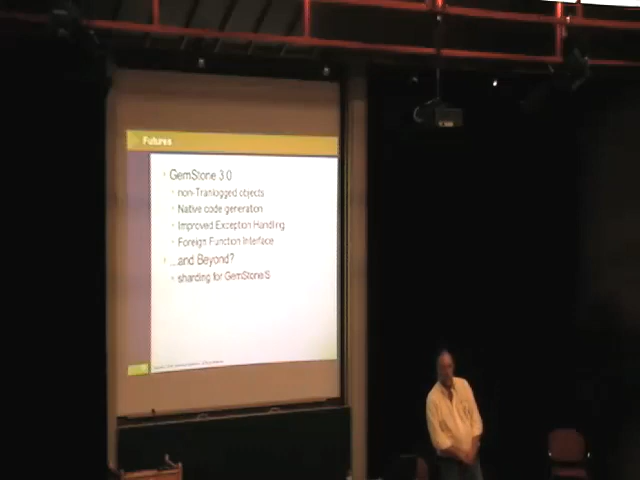 Futures
GemStone 3.0
non-Tranlogged objects
Native code generation
Improved Exception Handling
Foreign Function Interface
...and Beyond?
sharding for GemStone/S